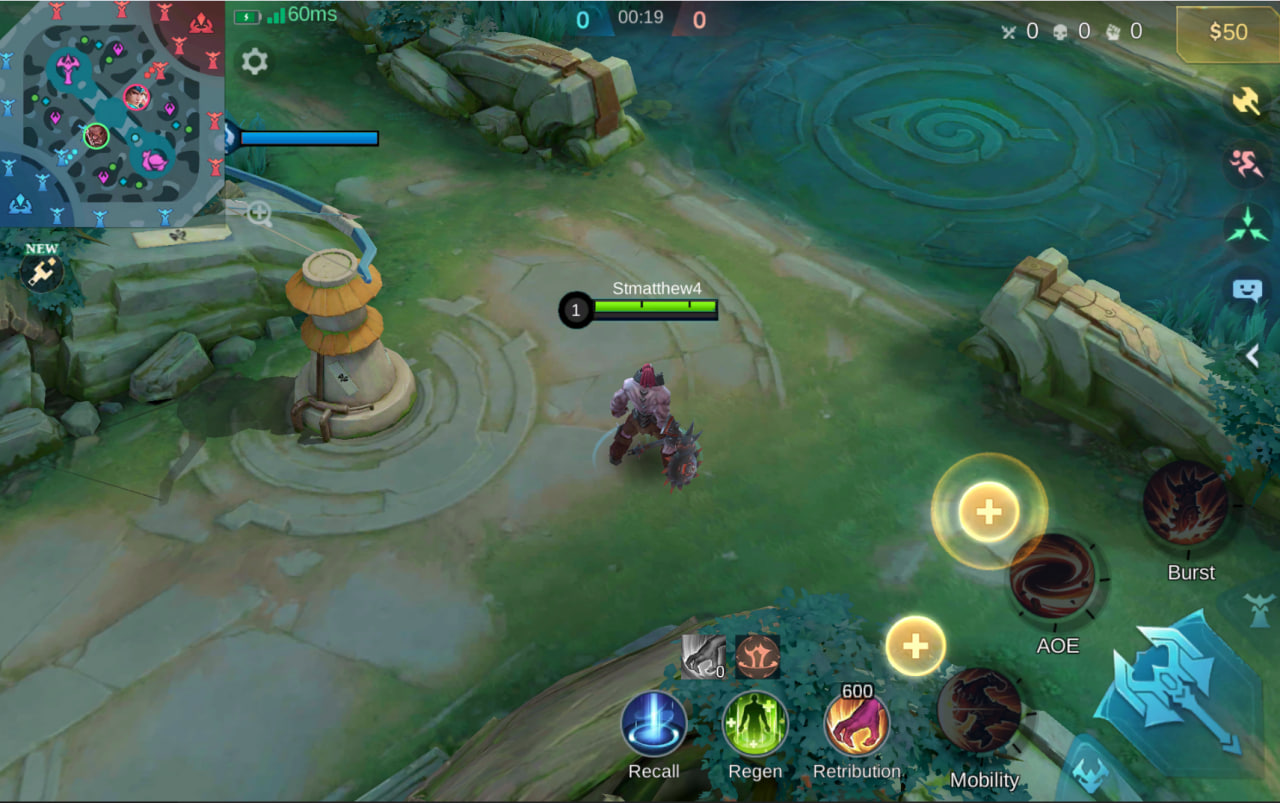 60ms
0 00:19 0
0 0 0
$50
NEW
Stmatthew4
1
Burst
AOE
0
600
Recall Regen Retribution Mobility